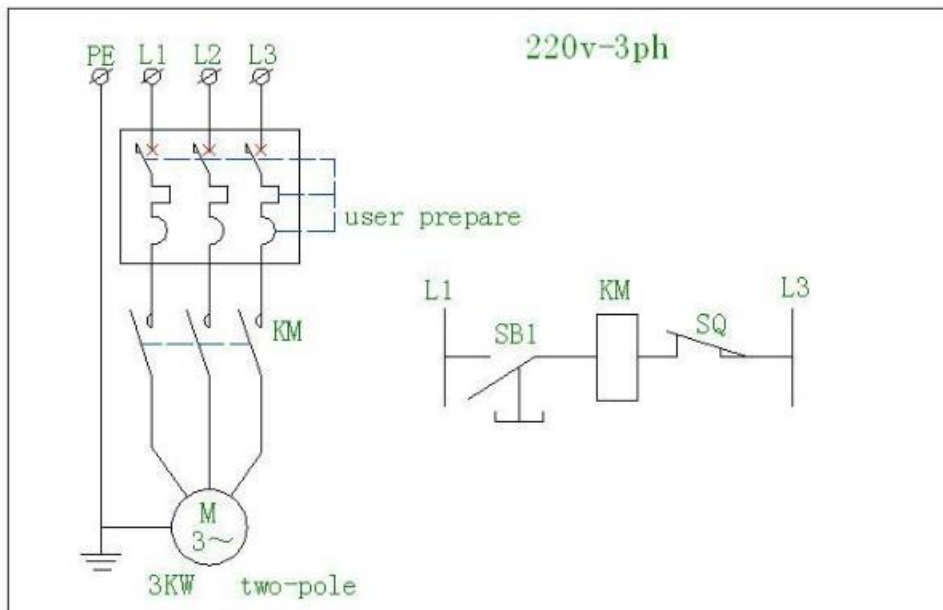 220v-3ph
PE L1 L2 L3
user prepare
L1 KM L3
SB1 SQ
KM
M
3~
3KW two-pole